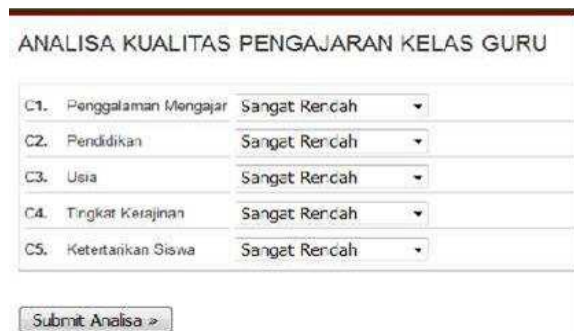 ANALISA KUALITAS PENGAJARAN KELAS GURU
C1. Penggalaman Mengajar Sangat Rendah
C2. Pendidikan Sangat Rendah
C3. Usia Sangat Rendah
C4. Tingkat Kerajinan Sangat Rendah
C5. Ketertarikan Siswa Sangat Rendah
Submit Analisa »